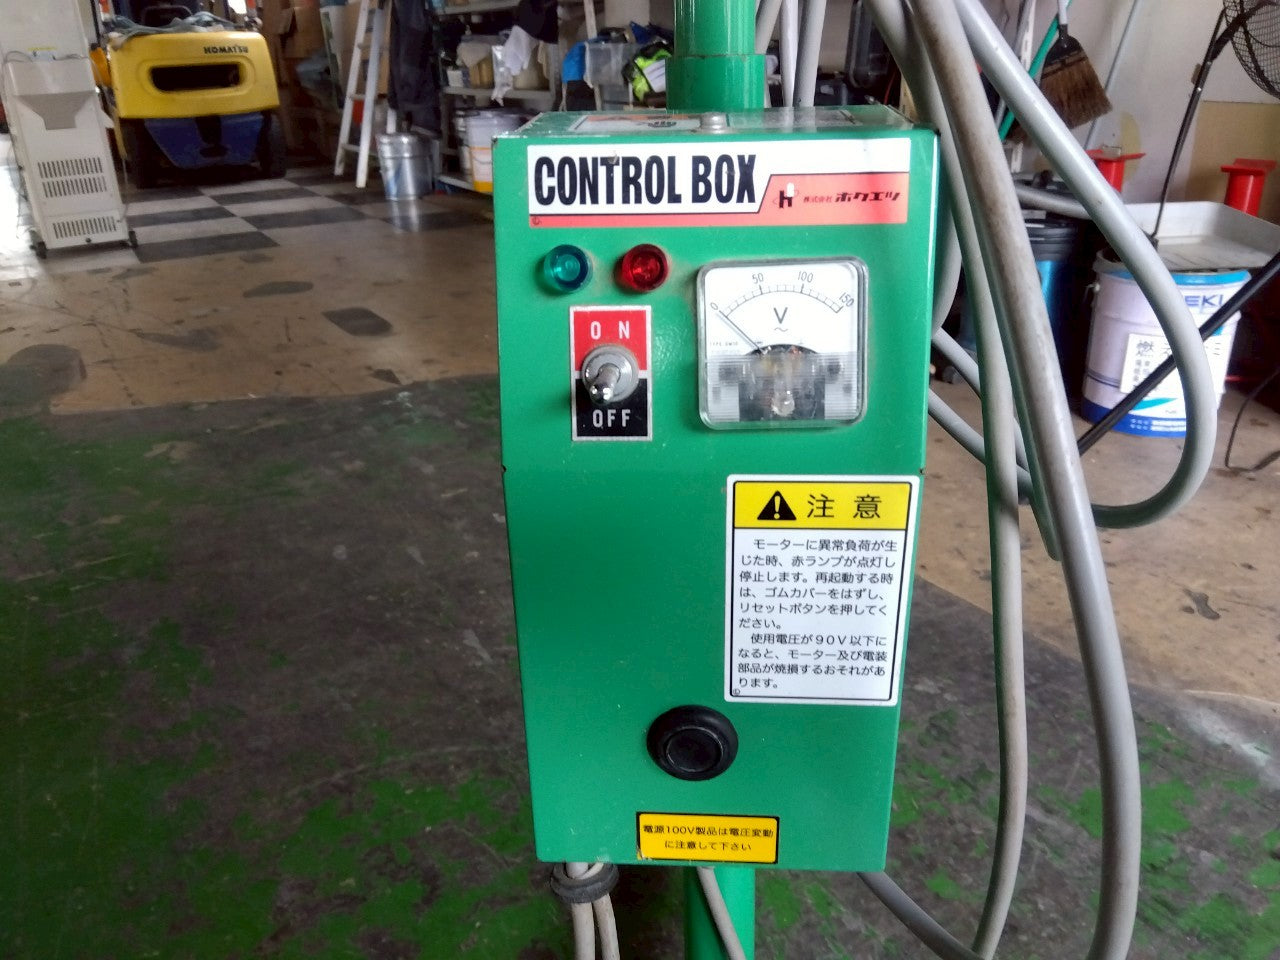 KOMATSU
CONTROL BOX
株式会社 ホクエツ
ON
OFF
0 50 100 150
V
~
注意
モーターに異常負荷が生
じた時、赤ランプが点灯し
停止します。再起動する時
は、ゴムカバーをはずし、
リセットボタンを押してく
ださい。
使用電圧が90V以下に
なると、モーター及び電装
部品が焼損するおそれがあ
ります。
電源100V製品は電圧変動
に注意して下さい